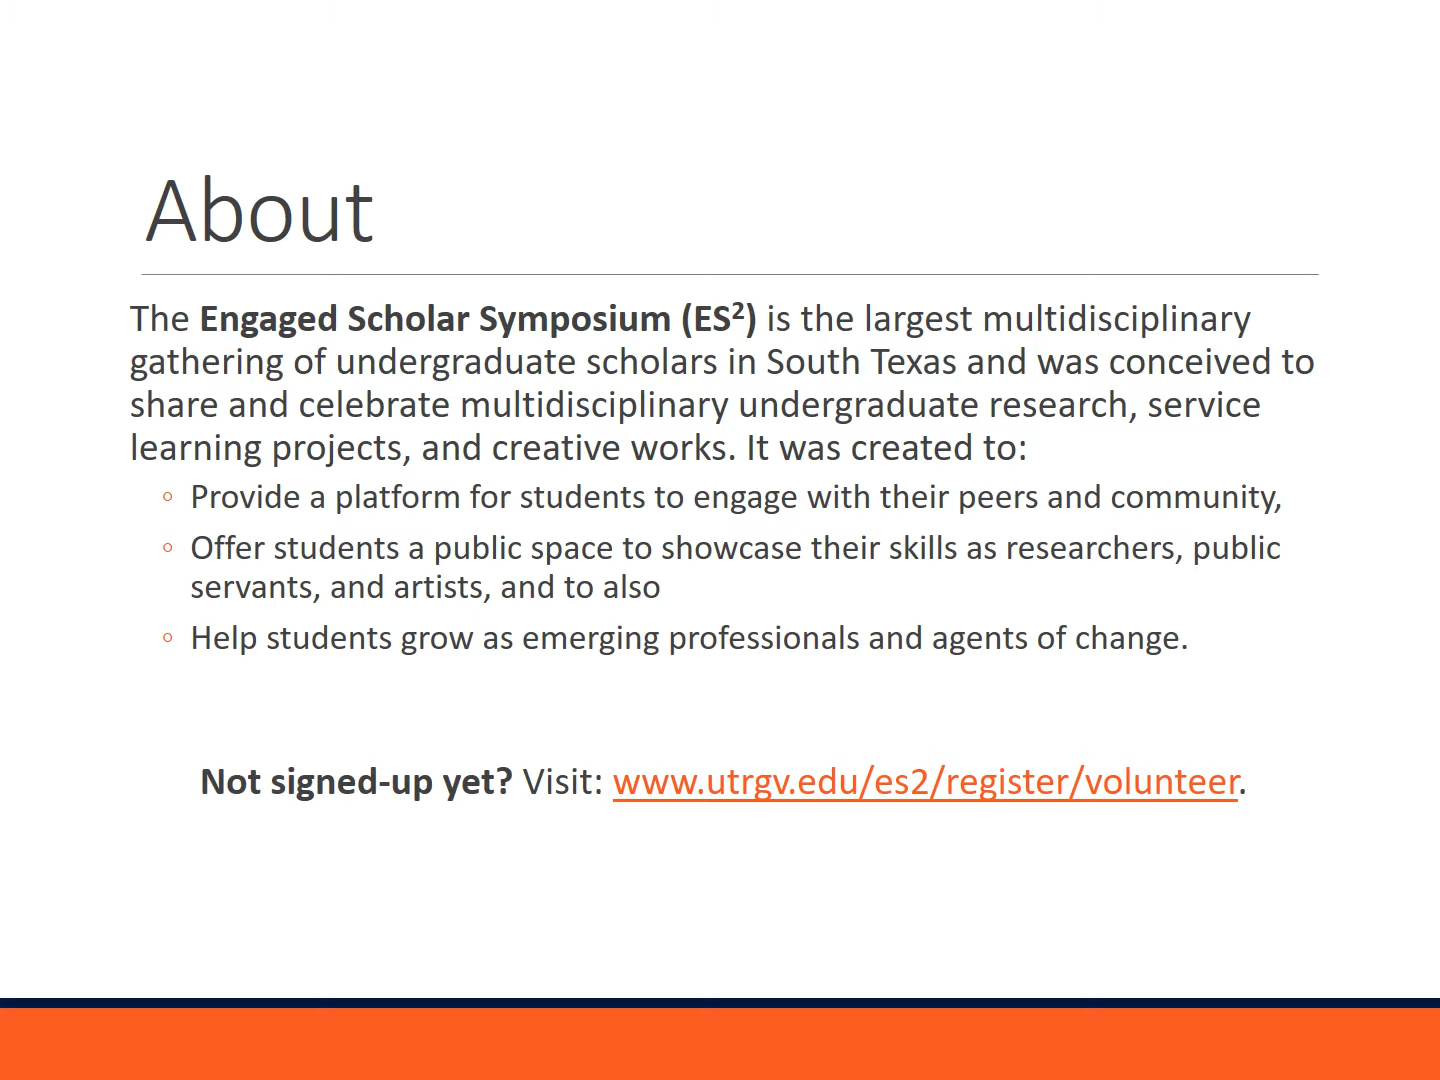 About
The Engaged Scholar Symposium (ES²) is the largest multidisciplinary
gathering of undergraduate scholars in South Texas and was conceived to
share and celebrate multidisciplinary undergraduate research, service
learning projects, and creative works. It was created to:
◦ Provide a platform for students to engage with their peers and community,
◦ Offer students a public space to showcase their skills as researchers, public
servants, and artists, and to also
◦ Help students grow as emerging professionals and agents of change.
Not signed-up yet? Visit: www.utrgv.edu/es2/register/volunteer.